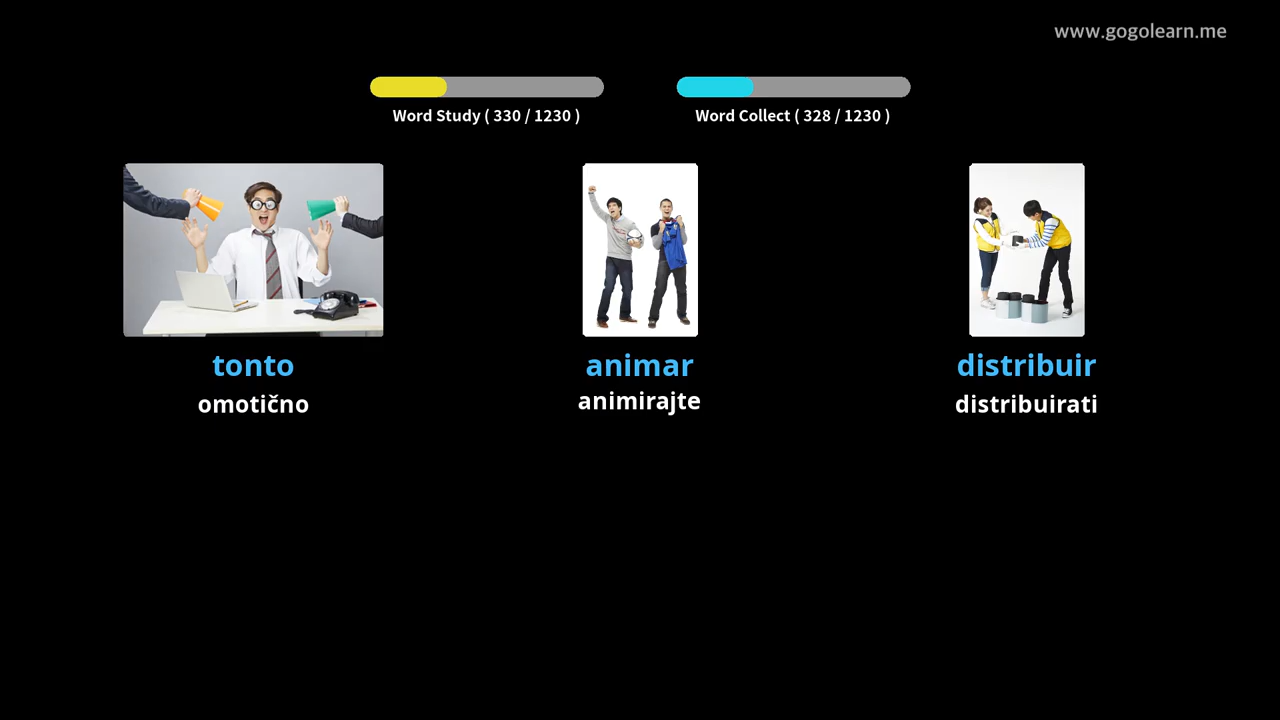 www.gogolearn.me
Word Study ( 330 / 1230 )
Word Collect ( 328 / 1230 )
tonto
omotično
animar
animirajte
distribuir
distribuirati